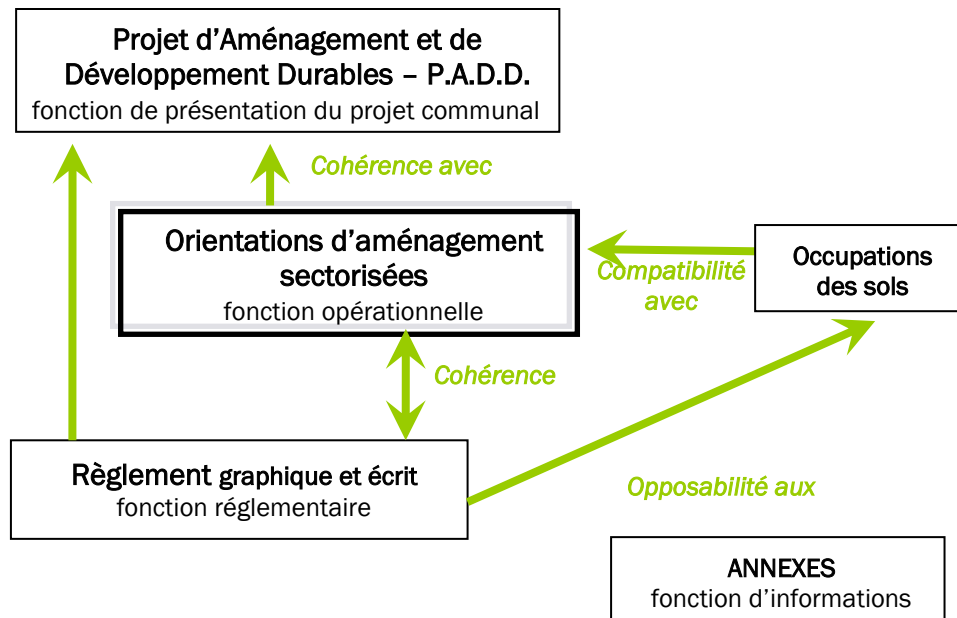 Projet d’Aménagement et de
Développement Durables – P.A.D.D.
fonction de présentation du projet communal
Cohérence avec
Orientations d’aménagement
sectorisées
fonction opérationnelle
Compatibilité
avec
Occupations
des sols
Cohérence
Règlement graphique et écrit
fonction réglementaire
Opposabilité aux
ANNEXES
fonction d’informations